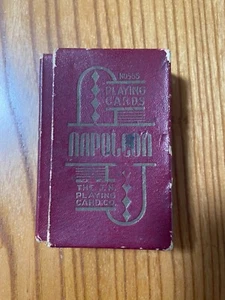 PLAYING
CARDS
NAPOLEON
THE
PLAYING
CARD CO.